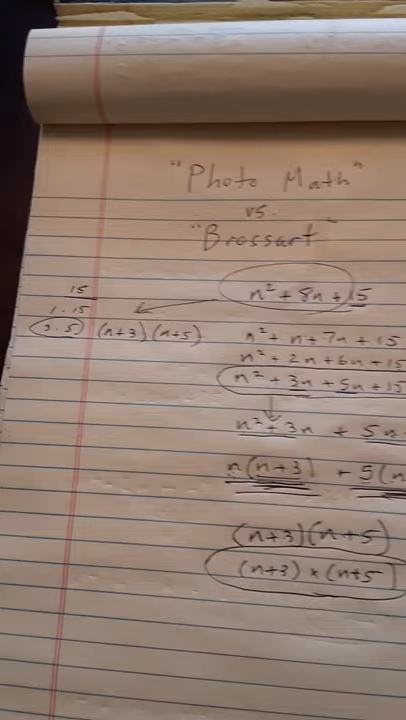 "Photo Math"
vs.
"Brossart"
n² + 8n + 15
15
1·15
3·5 (n+3)(n+5)
n² + n + 7n + 15
n² + 2n + 6n + 15
n² + 3n + 5n + 15
n² + 3n + 5n
n(n+3) + 5(n
(n+3)(n+5)
(n+3) × (n+5